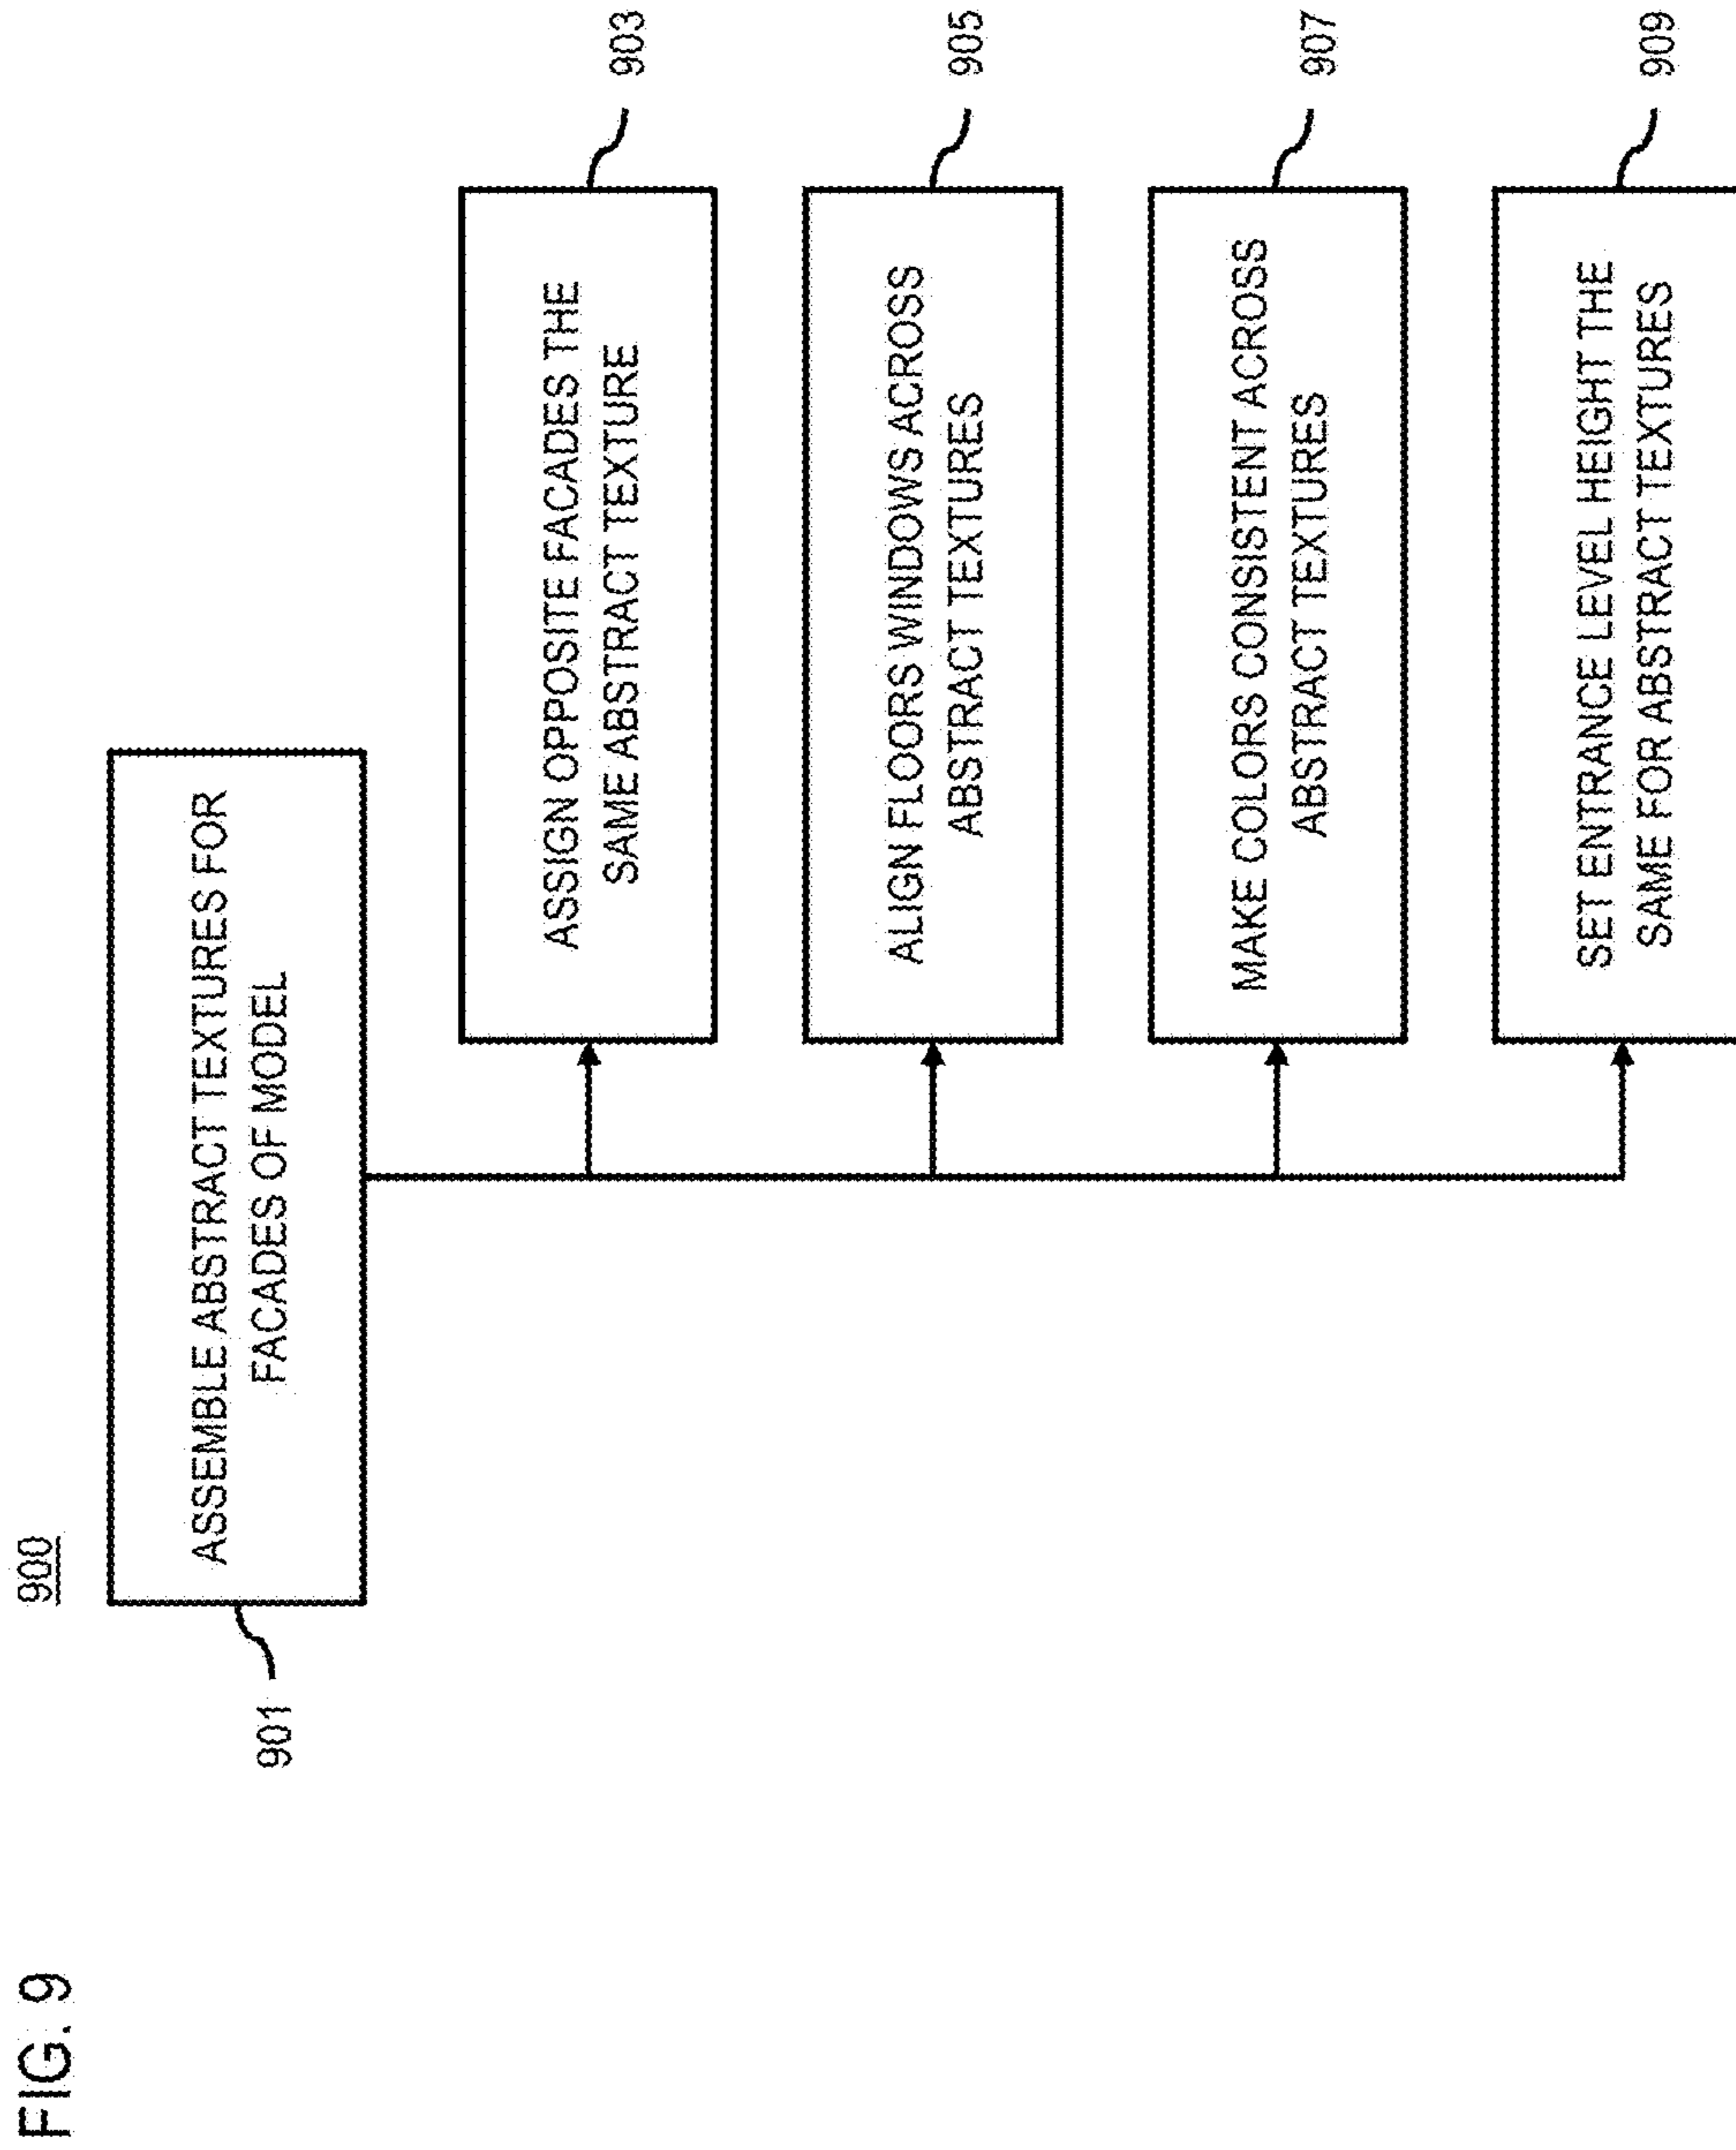 FIG. 9
900
901
ASSEMBLE ABSTRACT TEXTURES FOR
FACADES OF MODEL
ASSIGN OPPOSITE FACADES THE
SAME ABSTRACT TEXTURE
903
ALIGN FLOORS WINDOWS ACROSS
ABSTRACT TEXTURES
905
MAKE COLORS CONSISTENT ACROSS
ABSTRACT TEXTURES
907
SET ENTRANCE LEVEL HEIGHT THE
SAME FOR ABSTRACT TEXTURES
909